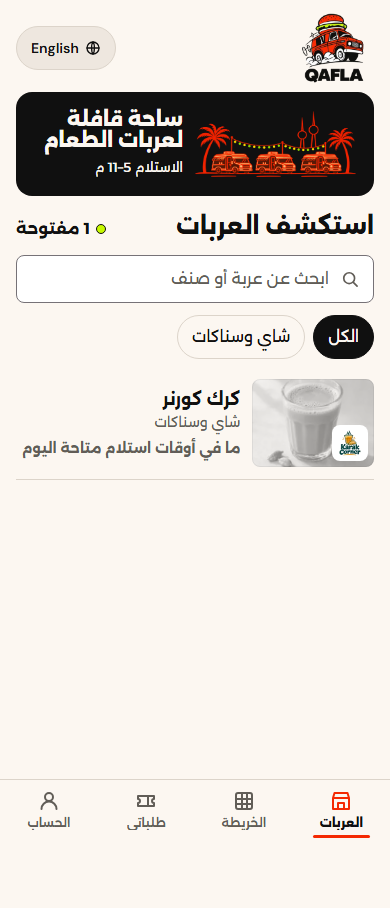 QAFLA
English
ساحة قافلة
لعربات الطعام
الاستلام 5–11 م
استكشف العربات
1 مفتوحة
ابحث عن عربة أو صنف
الكل
شاي وسناكات
كرك كورنر
شاي وسناكات
ما في أوقات استلام متاحة اليوم
Karak
Corner
العربات
الخريطة
طلباتي
الحساب